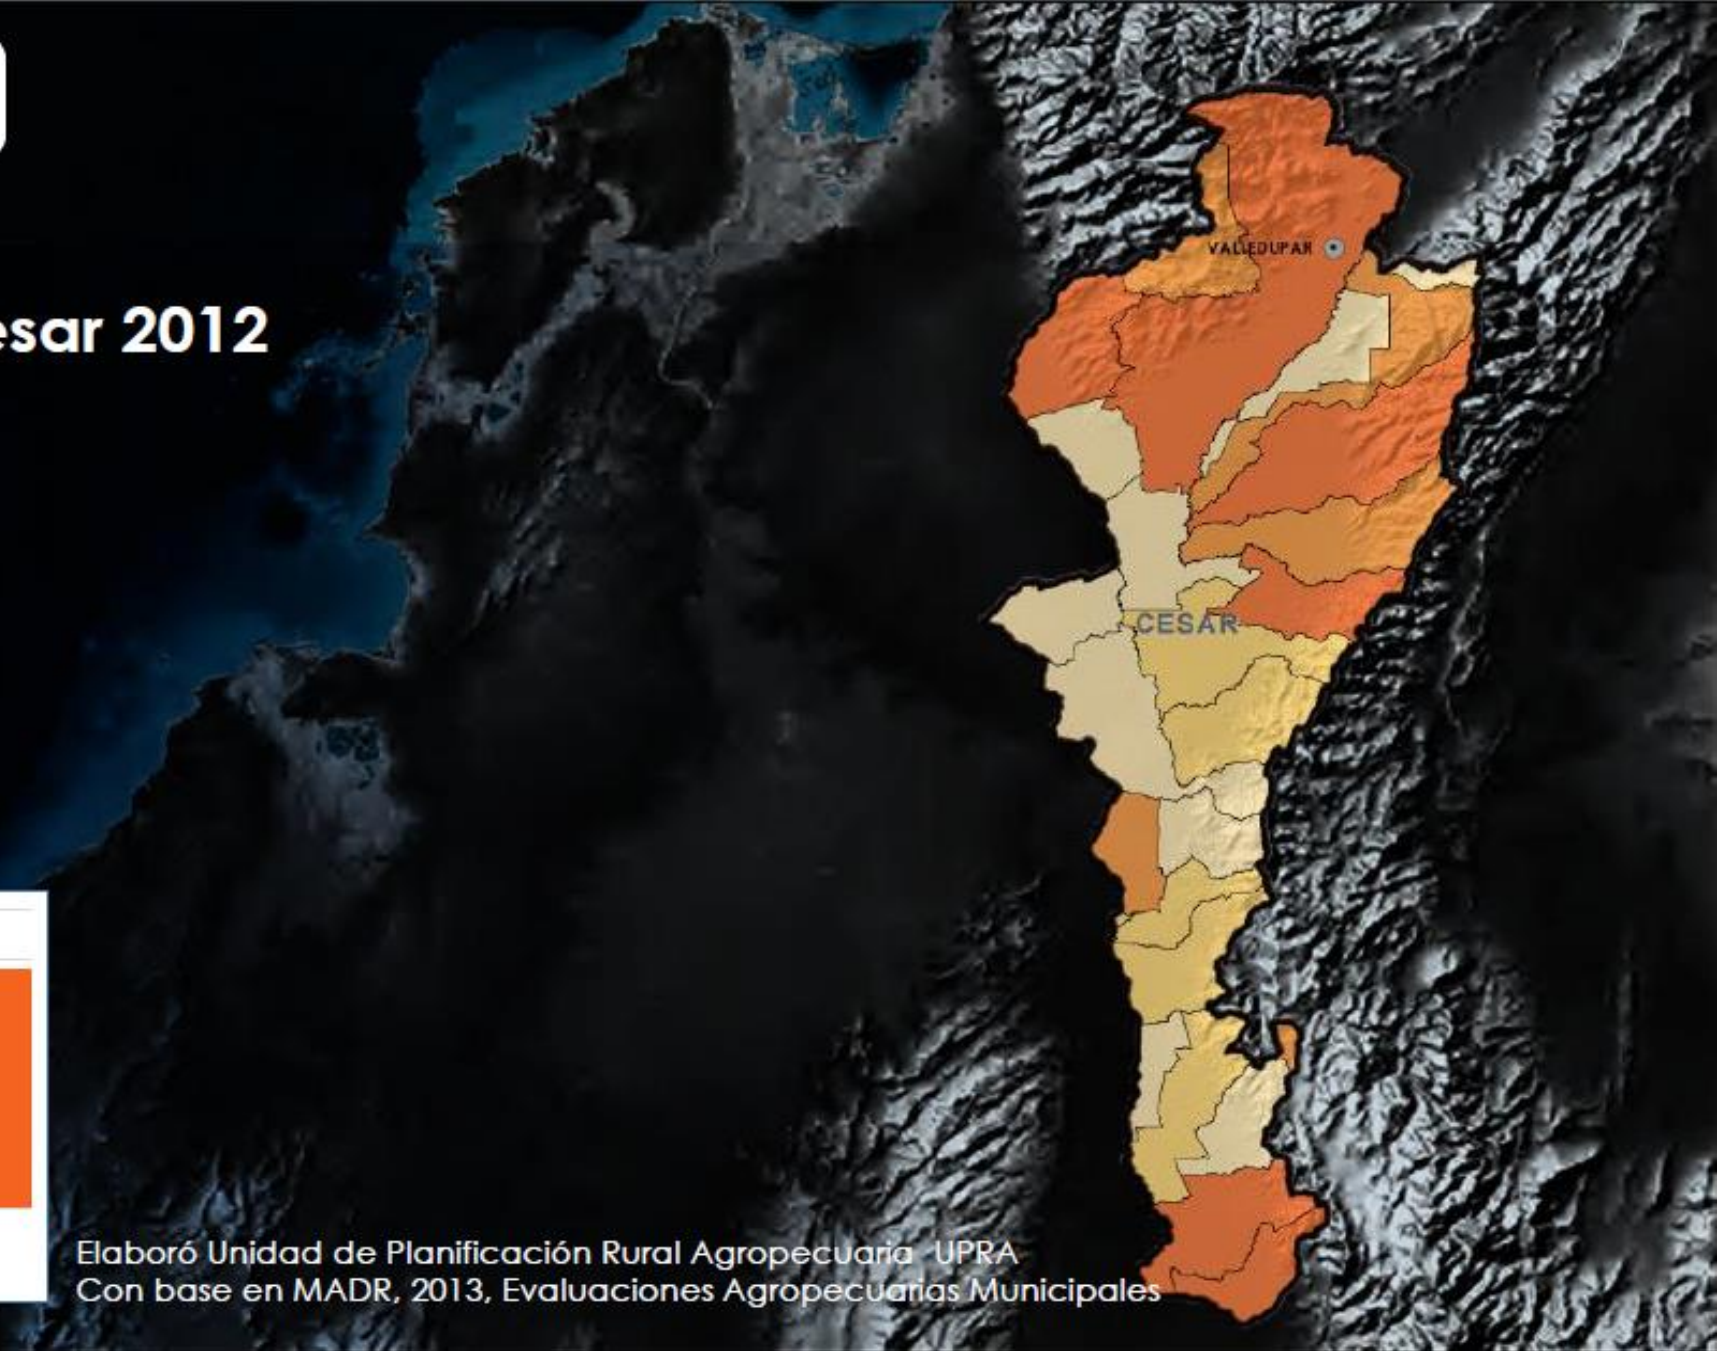 esar 2012
VALLEDUPAR
CESAR
Elaboró Unidad de Planificación Rural Agropecuaria UPRA
Con base en MADR, 2013, Evaluaciones Agropecuarias Municipales